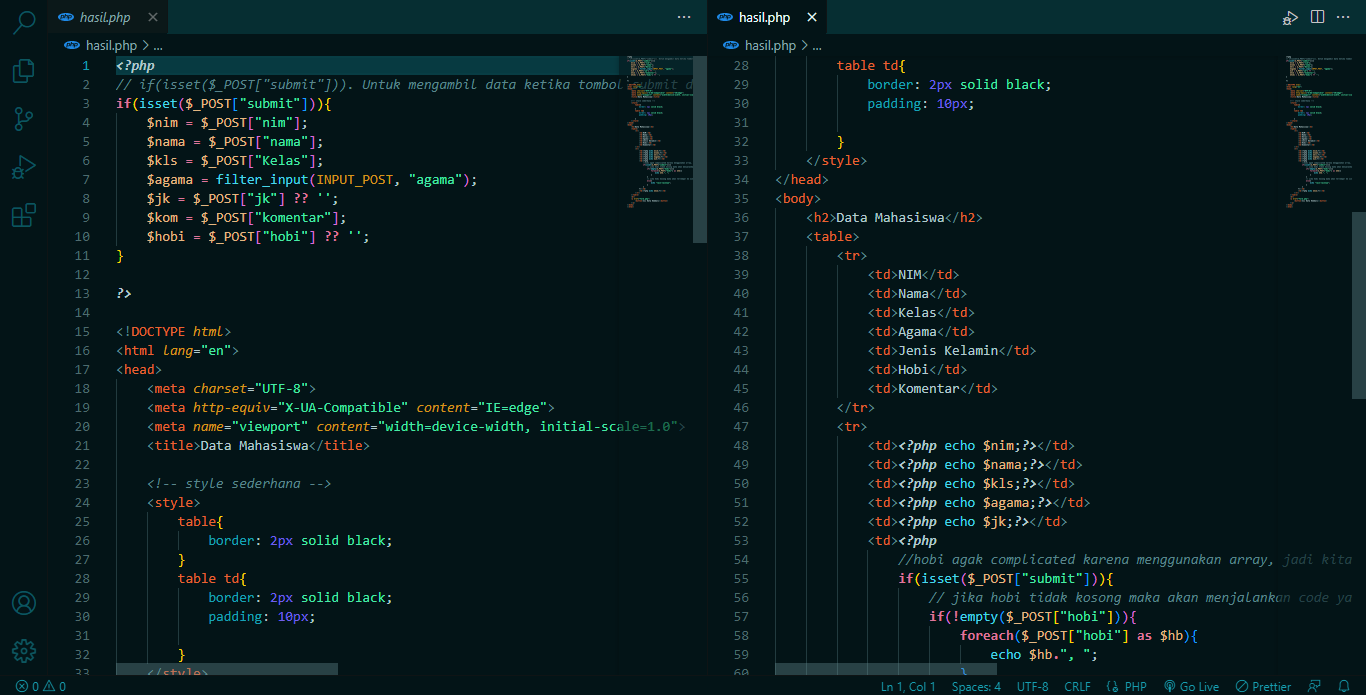 hasil.php
hasil.php > ...
1 <?php
2 // if(isset($_POST["submit"])). Untuk mengambil data ketika tombol submit d
3 if(isset($_POST["submit"])){
4 $nim = $_POST["nim"];
5 $nama = $_POST["nama"];
6 $kls = $_POST["Kelas"];
7 $agama = filter_input(INPUT_POST, "agama");
8 $jk = $_POST["jk"] ?? '';
9 $kom = $_POST["komentar"];
10 $hobi = $_POST["hobi"] ?? '';
11 }
12
13 ?>
14
15 <!DOCTYPE html>
16 <html lang="en">
17 <head>
18 <meta charset="UTF-8">
19 <meta http-equiv="X-UA-Compatible" content="IE=edge">
20 <meta name="viewport" content="width=device-width, initial-scale=1.0">
21 <title>Data Mahasiswa</title>
22
23 <!-- style sederhana -->
24 <style>
25 table{
26 border: 2px solid black;
27 }
28 table td{
29 border: 2px solid black;
30 padding: 10px;
31
32 }
33 </style>
hasil.php
hasil.php > ...
28 table td{
29 border: 2px solid black;
30 padding: 10px;
31
32 }
33 </style>
34 </head>
35 <body>
36 <h2>Data Mahasiswa</h2>
37 <table>
38 <tr>
39 <td>NIM</td>
40 <td>Nama</td>
41 <td>Kelas</td>
42 <td>Agama</td>
43 <td>Jenis Kelamin</td>
44 <td>Hobi</td>
45 <td>Komentar</td>
46 </tr>
47 <tr>
48 <td><?php echo $nim;?></td>
49 <td><?php echo $nama;?></td>
50 <td><?php echo $kls;?></td>
51 <td><?php echo $agama;?></td>
52 <td><?php echo $jk;?></td>
53 <td><?php
54 //hobi agak complicated karena menggunakan array, jadi kita
55 if(isset($_POST["submit"])){
56 // jika hobi tidak kosong maka akan menjalankan code ya
57 if(!empty($_POST["hobi"])){
58 foreach($_POST["hobi"] as $hb){
59 echo $hb.", ";
60 }
0 0
Ln 1, Col 1 Spaces: 4 UTF-8 CRLF PHP Go Live Prettier